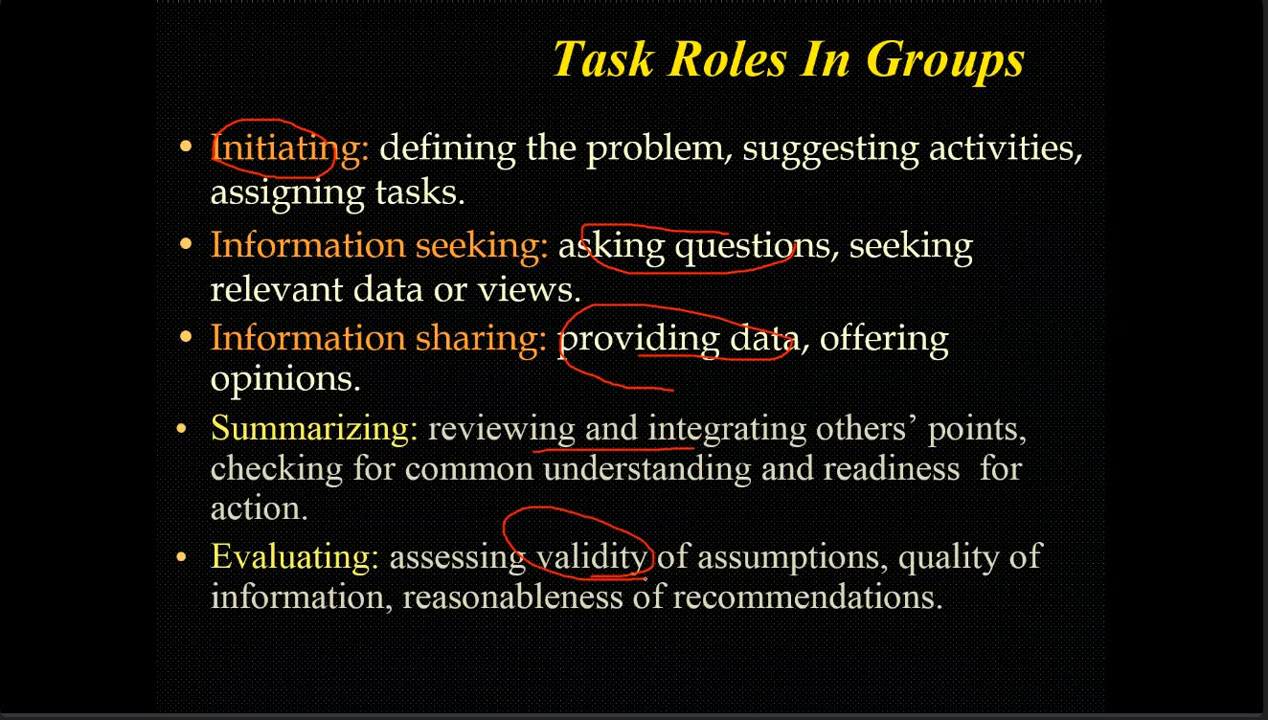 Task Roles In Groups
• Initiating: defining the problem, suggesting activities,
assigning tasks.
• Information seeking: asking questions, seeking
relevant data or views.
• Information sharing: providing data, offering
opinions.
• Summarizing: reviewing and integrating others’ points,
checking for common understanding and readiness for
action.
• Evaluating: assessing validity of assumptions, quality of
information, reasonableness of recommendations.